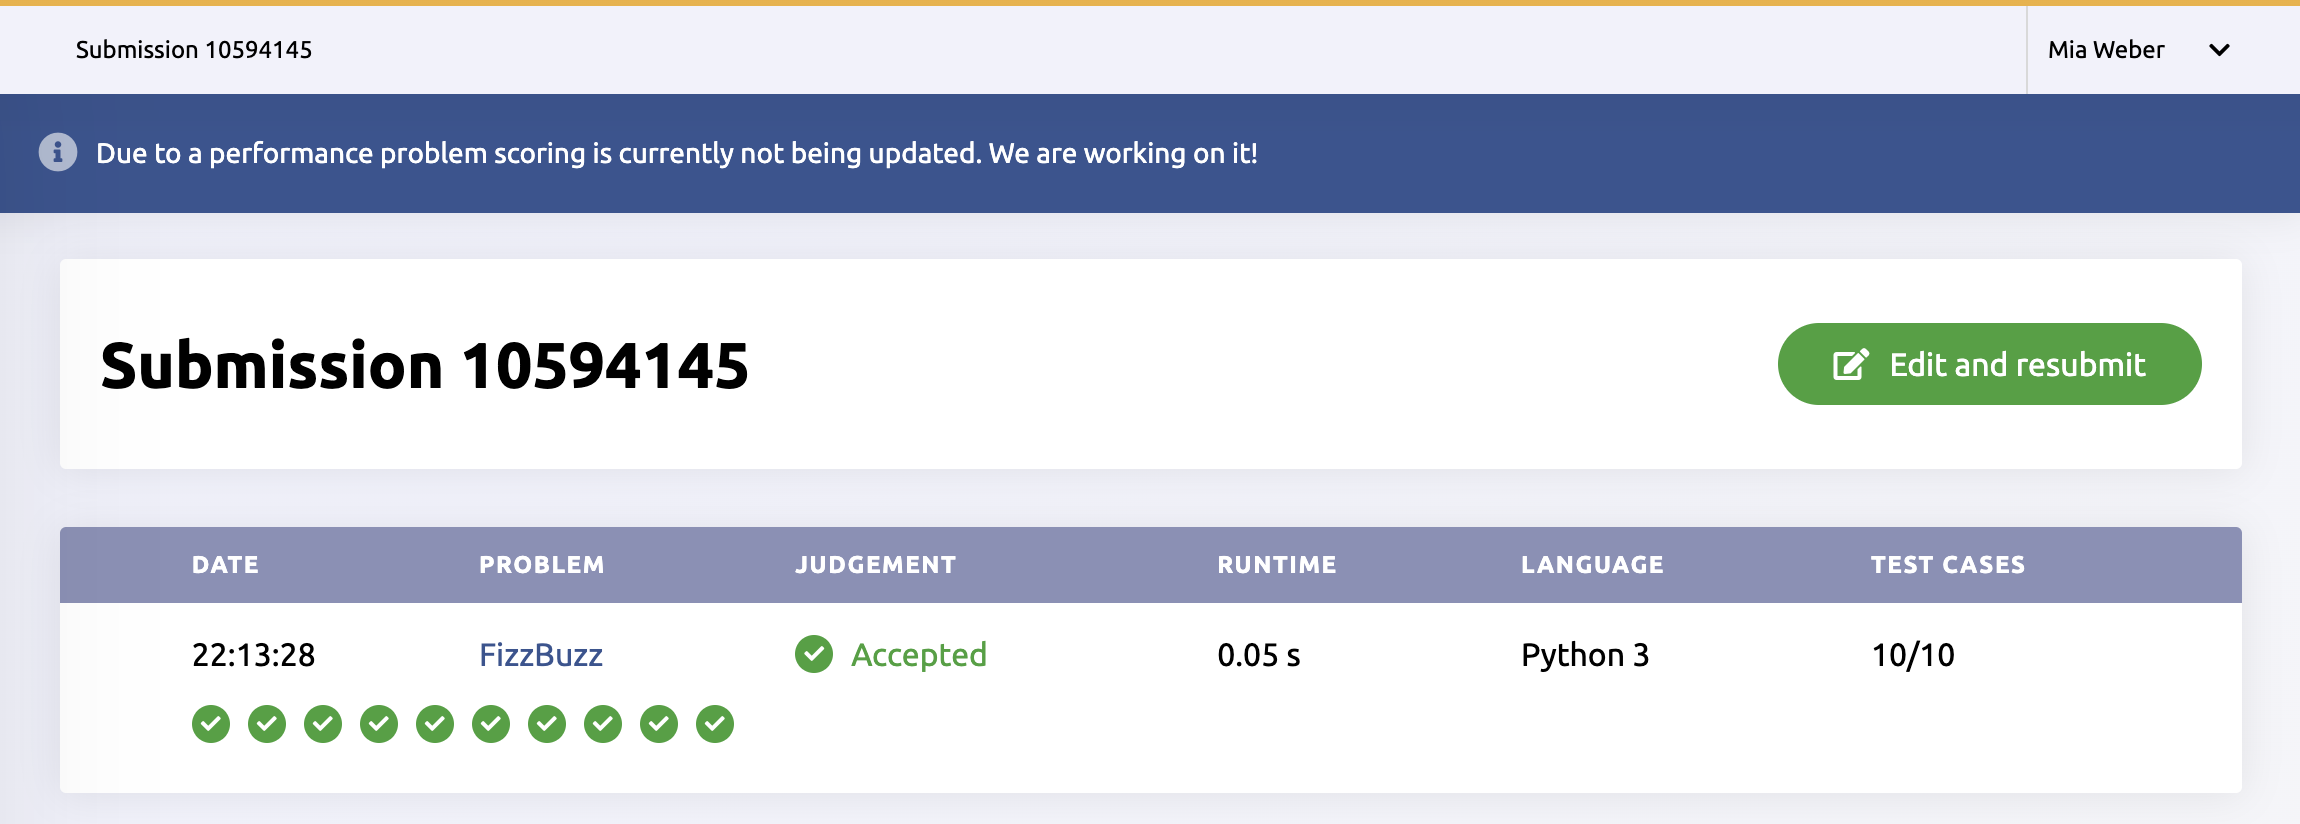 Submission 10594145
Mia Weber
Due to a performance problem scoring is currently not being updated. We are working on it!
Submission 10594145
Edit and resubmit
DATE PROBLEM JUDGEMENT RUNTIME LANGUAGE TEST CASES
22:13:28 FizzBuzz Accepted 0.05 s Python 3 10/10